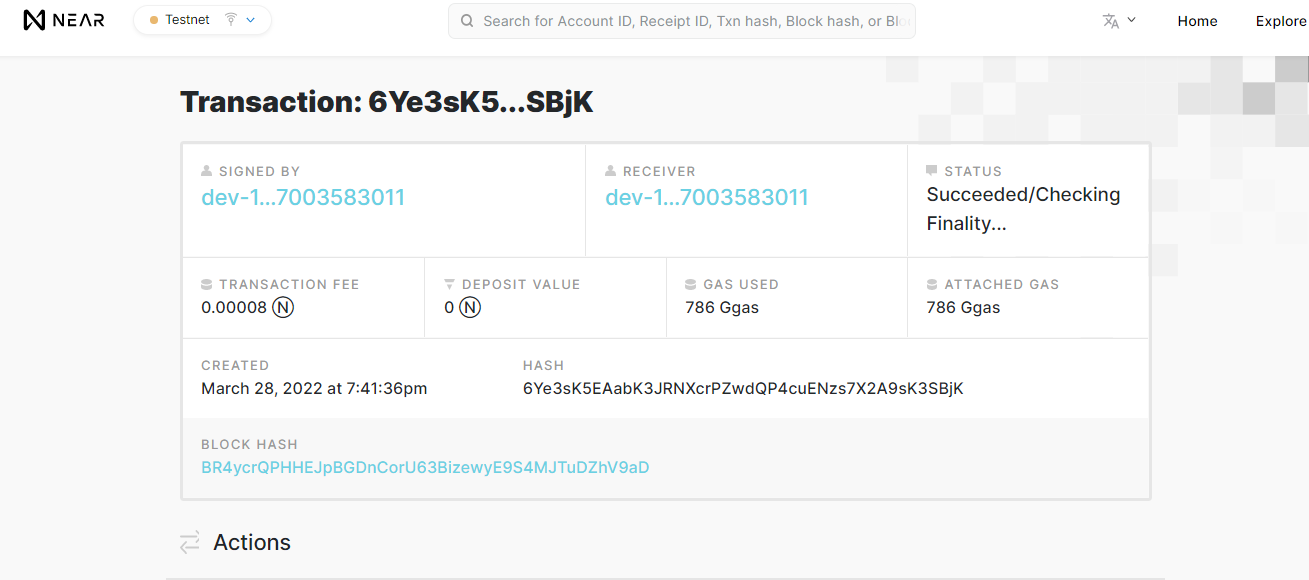 NEAR
Testnet
Search for Account ID, Receipt ID, Txn hash, Block hash, or Blo
Home
Explore
Transaction: 6Ye3sK5...SBjK
SIGNED BY
dev-1...7003583011
RECEIVER
dev-1...7003583011
STATUS
Succeeded/Checking
Finality...
TRANSACTION FEE
0.00008 Ⓝ
DEPOSIT VALUE
0 Ⓝ
GAS USED
786 Ggas
ATTACHED GAS
786 Ggas
CREATED
March 28, 2022 at 7:41:36pm
HASH
6Ye3sK5EAabK3JRNXcrPZwdQP4cuENzs7X2A9sK3SBjK
BLOCK HASH
BR4ycrQPHHEJpBGDnCorU63BizewyE9S4MJTuDZhV9aD
Actions